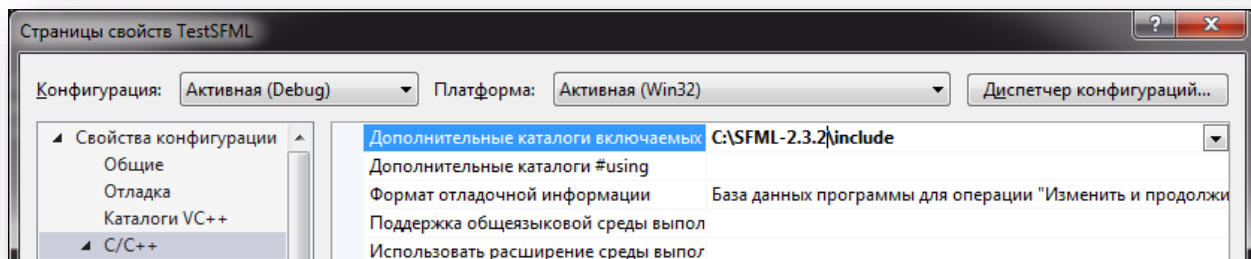 Страницы свойств TestSFML
Конфигурация: Активная (Debug) Платформа: Активная (Win32) Диспетчер конфигураций...
Свойства конфигурации
Общие
Отладка
Каталоги VC++
C/C++
Дополнительные каталоги включаемых C:\SFML-2.3.2\include
Дополнительные каталоги #using
Формат отладочной информации База данных программы для операции "Изменить и продолжи
Поддержка общеязыковой среды выпол
Использовать расширение среды выпол